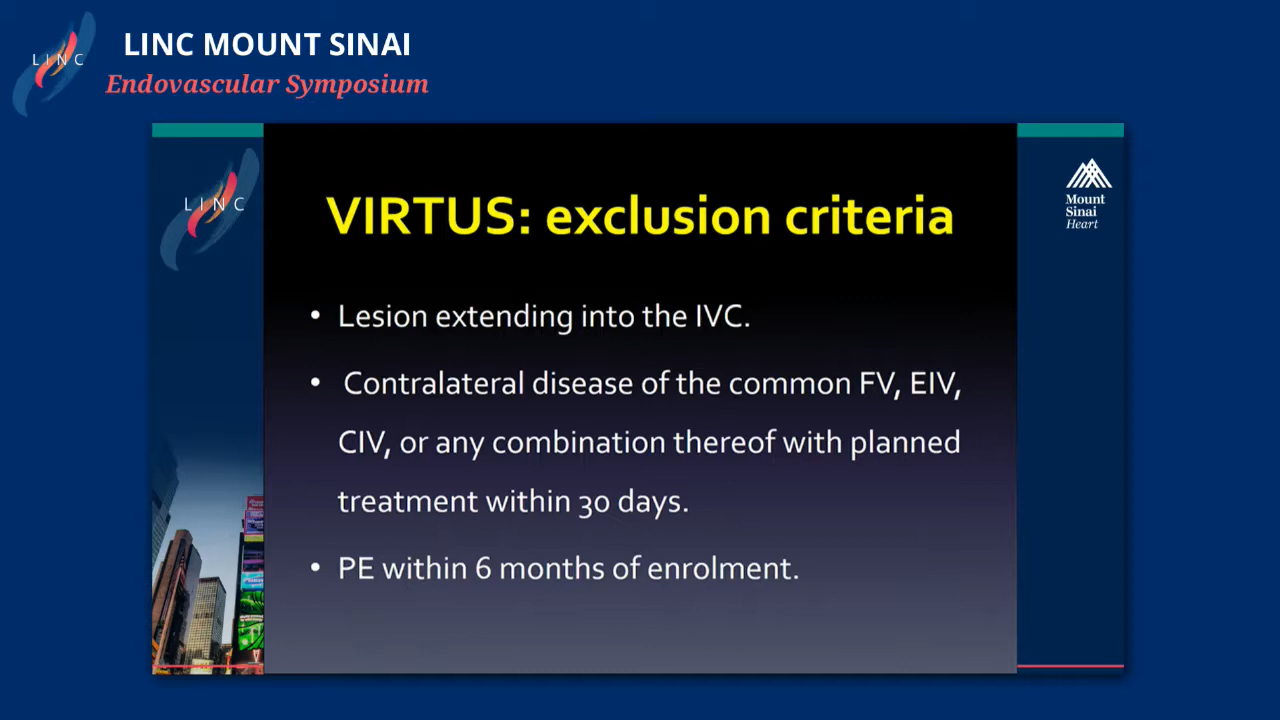 LINC
LINC MOUNT SINAI
Endovascular Symposium
LINC
Mount
Sinai
Heart
VIRTUS: exclusion criteria
• Lesion extending into the IVC.
• Contralateral disease of the common FV, EIV,
CIV, or any combination thereof with planned
treatment within 30 days.
• PE within 6 months of enrolment.